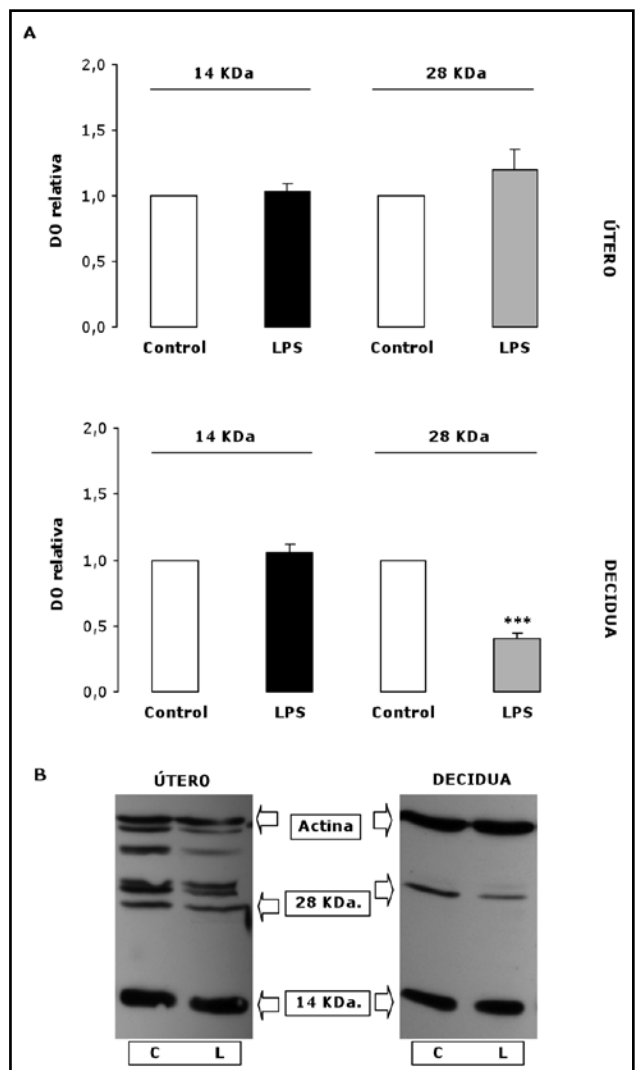 A
2,0
1,5
1,0
0,5
0,0
DO relativa
14 KDa
28 KDa
Control
LPS
Control
LPS
ÚTERO
2,0
1,5
1,0
0,5
0,0
DO relativa
14 KDa
28 KDa
***
Control
LPS
Control
LPS
DECIDUA
B
ÚTERO
DECIDUA
Actina
28 KDa.
14 KDa.
C L
C L